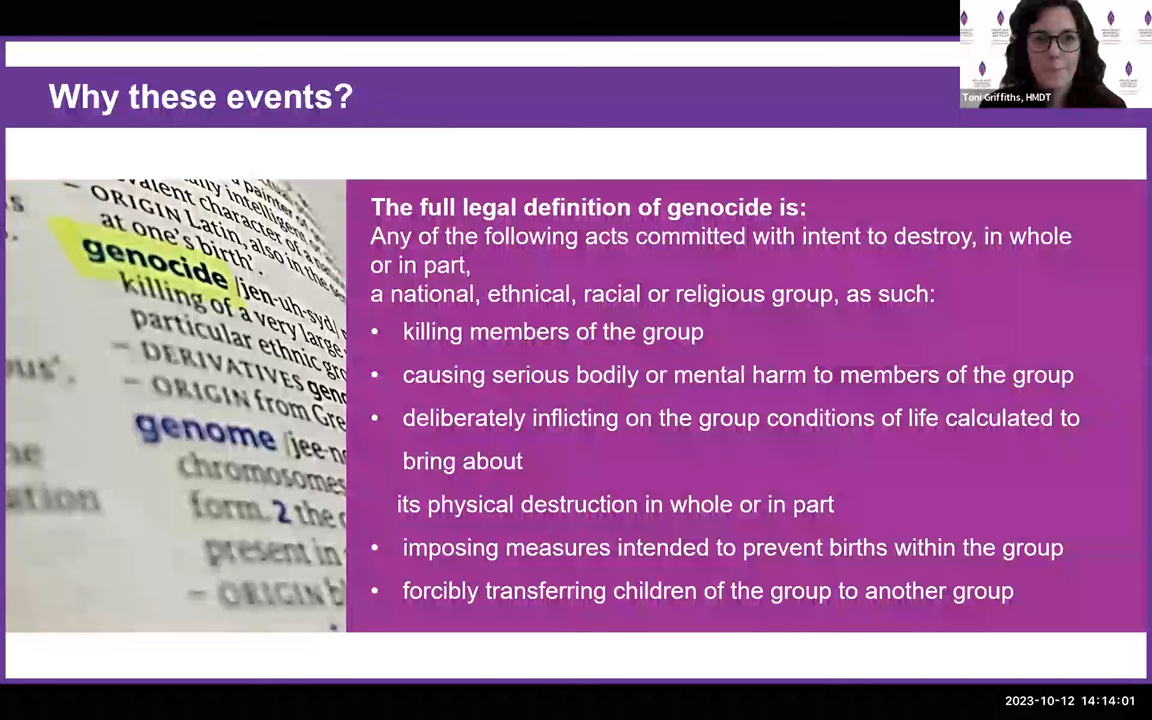 Why these events?
Toni Griffiths, HMDT
ORIGIN Latin, also in the
at one's birth'.
genocide /jen-uh-syd/
killing of a very large
particular ethnic
– DERIVATIVES
– ORIGIN from
genome
chromosomes
form. 2 the
present in
– ORIGIN
The full legal definition of genocide is:
Any of the following acts committed with intent to destroy, in whole
or in part,
a national, ethnical, racial or religious group, as such:
• killing members of the group
• causing serious bodily or mental harm to members of the group
• deliberately inflicting on the group conditions of life calculated to
bring about
its physical destruction in whole or in part
• imposing measures intended to prevent births within the group
• forcibly transferring children of the group to another group
2023-10-12 14:14:01